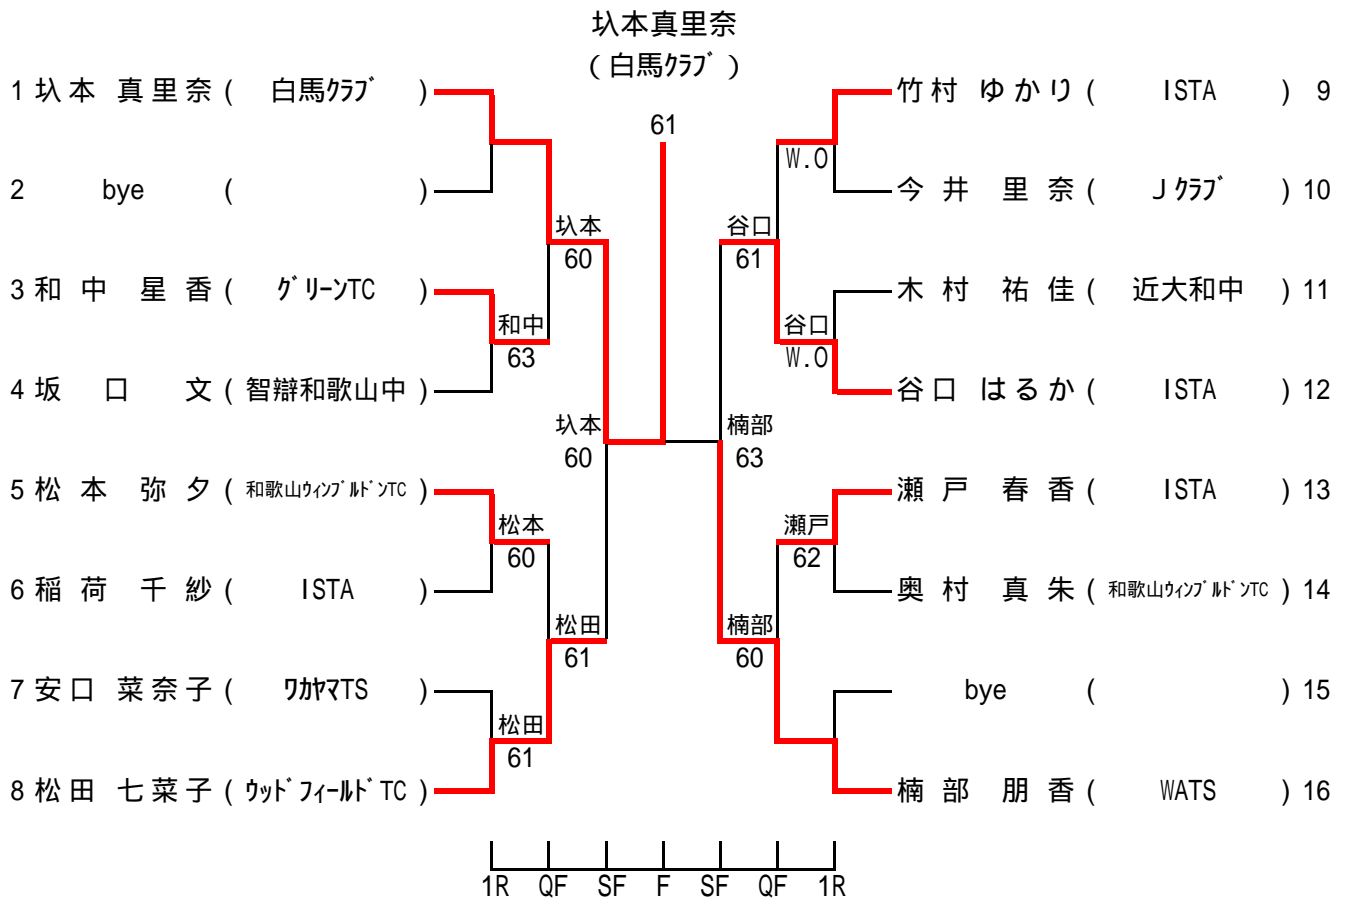 圦本真里奈
(白馬ｸﾗﾌﾞ)
1 圦本 真里奈 ( 白馬ｸﾗﾌﾞ )
2 bye ( )
3 和中 星香 ( ｸﾞﾘｰﾝTC )
4 坂口 文 ( 智辯和歌山中 )
5 松本 弥夕 ( 和歌山ｳｨﾝﾌﾞﾙﾄﾞﾝTC )
6 稲荷 千紗 ( ISTA )
7 安口 菜奈子 ( ﾜｶﾔﾏTS )
8 松田 七菜子 ( ｳｯﾄﾞﾌｨｰﾙﾄﾞTC )
和中
63
松本
60
松田
61
圦本
60
松田
61
圦本
60
61
楠部
63
谷口
61
楠部
60
W.O
谷口
W.O
瀬戸
62
竹村 ゆかり ( ISTA ) 9
今井 里奈 ( Jｸﾗﾌﾞ ) 10
木村 祐佳 ( 近大和中 ) 11
谷口 はるか ( ISTA ) 12
瀬戸 春香 ( ISTA ) 13
奥村 真朱 ( 和歌山ｳｨﾝﾌﾞﾙﾄﾞﾝTC ) 14
bye ( ) 15
楠部 朋香 ( WATS ) 16
1R QF SF F SF QF 1R